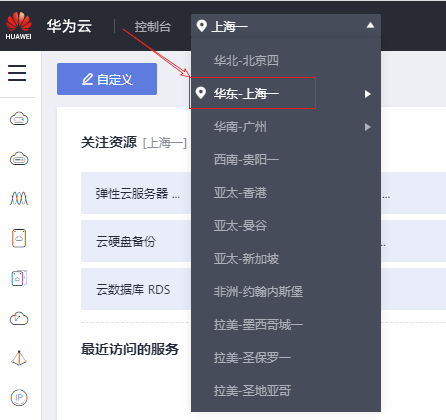 HUAWEI
华为云
控制台
上海一
华北-北京四
自定义
华东-上海一
华南-广州
关注资源 [上海一]
西南-贵阳一
弹性云服务器 ...
...
亚太-香港
亚太-曼谷
云硬盘备份
亚太-新加坡
云数据库 RDS
非洲-约翰内斯堡
拉美-墨西哥城一
最近访问的服务
拉美-圣保罗一
拉美-圣地亚哥
IP